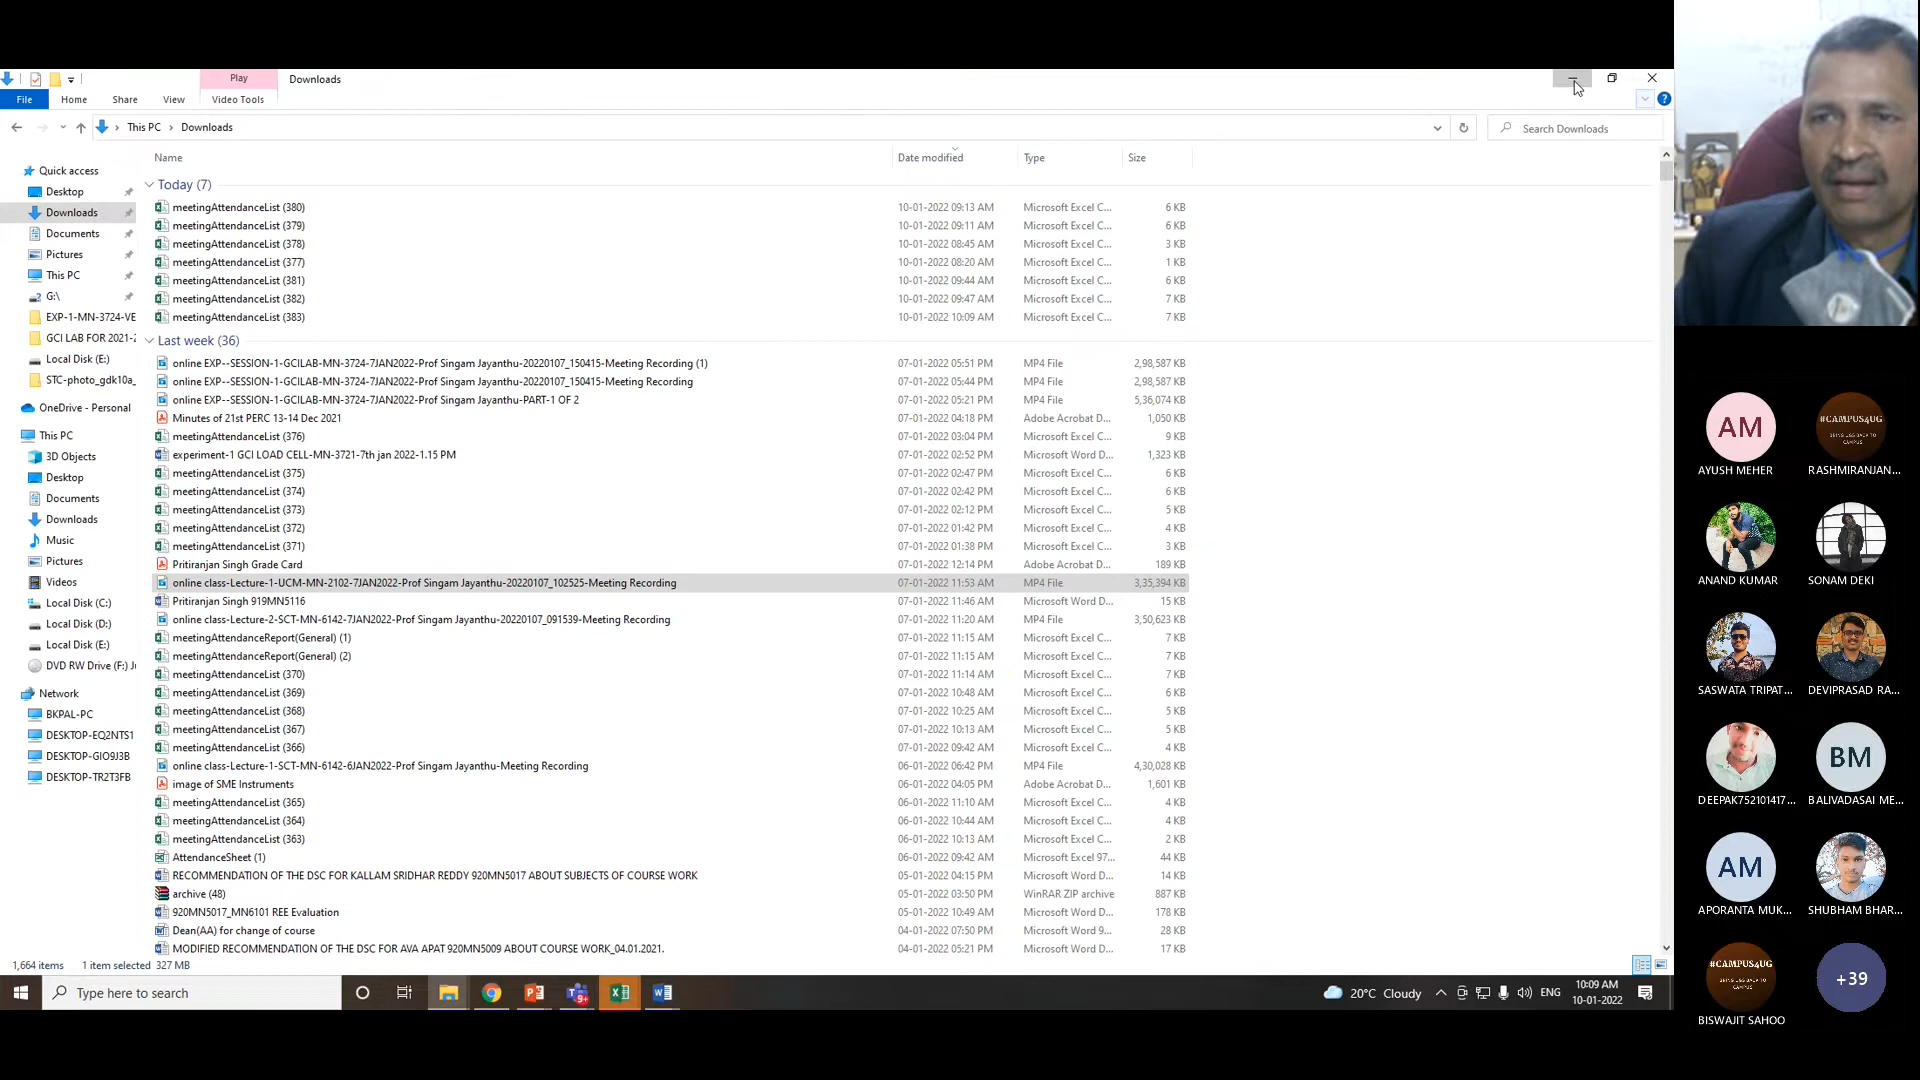 Play
Downloads
File
Home
Share
View
Video Tools
This PC
Downloads
Search Downloads
Name
Date modified
Type
Size
Quick access
Desktop
Downloads
Documents
Pictures
This PC
G:\
EXP-1-MN-3724-VE
GCI LAB FOR 2021-2
Local Disk (E:)
STC-photo_gdk10a_
OneDrive - Personal
This PC
3D Objects
Desktop
Documents
Downloads
Music
Pictures
Videos
Local Disk (C:)
Local Disk (D:)
Local Disk (E:)
DVD RW Drive (F:) Ju
Network
BKPAL-PC
DESKTOP-EQ2NTS1
DESKTOP-GIO9J3B
DESKTOP-TR2T3FB
Today (7)
meetingAttendanceList (380) 10-01-2022 09:13 AM Microsoft Excel C... 6 KB
meetingAttendanceList (379) 10-01-2022 09:11 AM Microsoft Excel C... 6 KB
meetingAttendanceList (378) 10-01-2022 08:45 AM Microsoft Excel C... 3 KB
meetingAttendanceList (377) 10-01-2022 08:20 AM Microsoft Excel C... 1 KB
meetingAttendanceList (381) 10-01-2022 09:44 AM Microsoft Excel C... 6 KB
meetingAttendanceList (382) 10-01-2022 09:47 AM Microsoft Excel C... 7 KB
meetingAttendanceList (383) 10-01-2022 10:09 AM Microsoft Excel C... 7 KB
Last week (36)
online EXP--SESSION-1-GCILAB-MN-3724-7JAN2022-Prof Singam Jayanthu-20220107_150415-Meeting Recording (1) 07-01-2022 05:51 PM MP4 File 2,98,587 KB
online EXP--SESSION-1-GCILAB-MN-3724-7JAN2022-Prof Singam Jayanthu-20220107_150415-Meeting Recording 07-01-2022 05:44 PM MP4 File 2,98,587 KB
online EXP--SESSION-1-GCILAB-MN-3724-7JAN2022-Prof Singam Jayanthu-PART-1 OF 2 07-01-2022 05:21 PM MP4 File 5,36,074 KB
Minutes of 21st PERC 13-14 Dec 2021 07-01-2022 04:18 PM Adobe Acrobat D... 1,050 KB
meetingAttendanceList (376) 07-01-2022 03:04 PM Microsoft Excel C... 9 KB
experiment-1 GCI LOAD CELL-MN-3721-7th jan 2022-1.15 PM 07-01-2022 02:52 PM Microsoft Word D... 1,323 KB
meetingAttendanceList (375) 07-01-2022 02:47 PM Microsoft Excel C... 6 KB
meetingAttendanceList (374) 07-01-2022 02:42 PM Microsoft Excel C... 6 KB
meetingAttendanceList (373) 07-01-2022 02:12 PM Microsoft Excel C... 5 KB
meetingAttendanceList (372) 07-01-2022 01:42 PM Microsoft Excel C... 4 KB
meetingAttendanceList (371) 07-01-2022 01:38 PM Microsoft Excel C... 3 KB
Pritiranjan Singh Grade Card 07-01-2022 12:14 PM Adobe Acrobat D... 189 KB
online class-Lecture-1-UCM-MN-2102-7JAN2022-Prof Singam Jayanthu-20220107_102525-Meeting Recording 07-01-2022 11:53 AM MP4 File 3,35,394 KB
Pritiranjan Singh 919MN5116 07-01-2022 11:46 AM Microsoft Word D... 15 KB
online class-Lecture-2-SCT-MN-6142-7JAN2022-Prof Singam Jayanthu-20220107_091539-Meeting Recording 07-01-2022 11:20 AM MP4 File 3,50,623 KB
meetingAttendanceReport(General) (1) 07-01-2022 11:15 AM Microsoft Excel C... 7 KB
meetingAttendanceReport(General) (2) 07-01-2022 11:15 AM Microsoft Excel C... 7 KB
meetingAttendanceList (370) 07-01-2022 11:14 AM Microsoft Excel C... 7 KB
meetingAttendanceList (369) 07-01-2022 10:48 AM Microsoft Excel C... 6 KB
meetingAttendanceList (368) 07-01-2022 10:25 AM Microsoft Excel C... 5 KB
meetingAttendanceList (367) 07-01-2022 10:13 AM Microsoft Excel C... 5 KB
meetingAttendanceList (366) 07-01-2022 09:42 AM Microsoft Excel C... 4 KB
online class-Lecture-1-SCT-MN-6142-6JAN2022-Prof Singam Jayanthu-Meeting Recording 06-01-2022 06:42 PM MP4 File 4,30,028 KB
image of SME Instruments 06-01-2022 04:05 PM Adobe Acrobat D... 1,601 KB
meetingAttendanceList (365) 06-01-2022 11:10 AM Microsoft Excel C... 4 KB
meetingAttendanceList (364) 06-01-2022 10:44 AM Microsoft Excel C... 4 KB
meetingAttendanceList (363) 06-01-2022 10:13 AM Microsoft Excel C... 2 KB
AttendanceSheet (1) 06-01-2022 09:42 AM Microsoft Excel 97... 44 KB
RECOMMENDATION OF THE DSC FOR KALLAM SRIDHAR REDDY 920MN5017 ABOUT SUBJECTS OF COURSE WORK 05-01-2022 04:15 PM Microsoft Word D... 14 KB
archive (48) 05-01-2022 03:50 PM WinRAR ZIP archive 887 KB
920MN5017_MN6101 REE Evaluation 05-01-2022 10:49 AM Microsoft Word D... 178 KB
Dean(AA) for change of course 04-01-2022 07:50 PM Microsoft Word 9... 28 KB
MODIFIED RECOMMENDATION OF THE DSC FOR AVA APAT 920MN5009 ABOUT COURSE WORK_04.01.2021. 04-01-2022 05:21 PM Microsoft Word D... 17 KB
1,664 items 1 item selected 327 MB
Type here to search
9+
20°C Cloudy
ENG
10:09 AM
10-01-2022
AM
AYUSH MEHER
#CAMPUS4UG
BRING UGS BACK TO
CAMPUS
RASHMIRANJAN...
ANAND KUMAR
SONAM DEKI
SASWATA TRIPAT...
DEVIPRASAD RA...
DEEPAK752101417...
BM
BALIVADASAI ME...
AM
APORANTA MUK...
SHUBHAM BHAR...
#CAMPUS4UG
BRING UGS BACK TO
CAMPUS
BISWAJIT SAHOO
+39